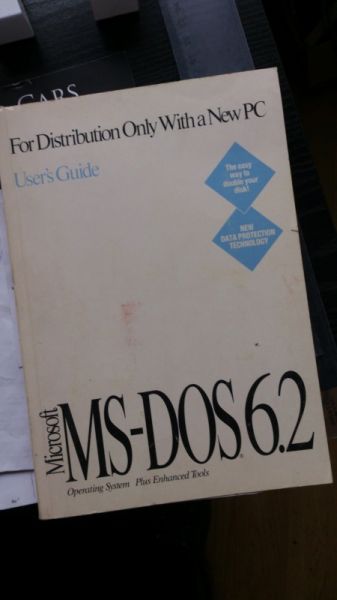 CARS
For Distribution Only With a New PC
User's Guide
The easy
way to
double your
disk!
NEW
DATA PROTECTION
TECHNOLOGY
Microsoft
MS-DOS 6.2
Operating System Plus Enhanced Tools